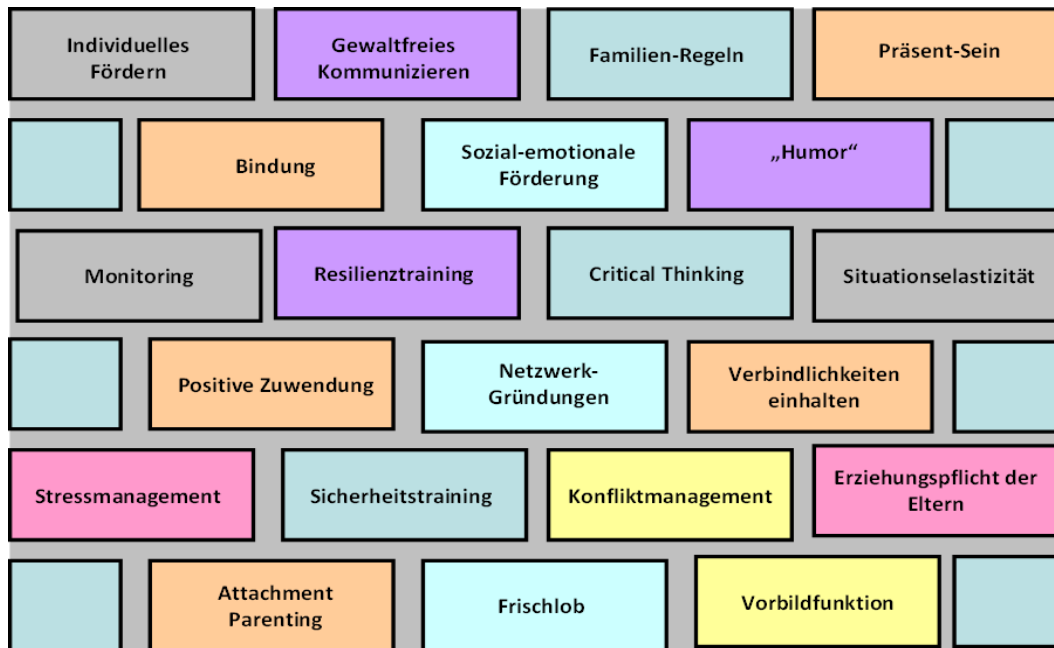 Individuelles
Fördern
Gewaltfreies
Kommunizieren
Familien-Regeln
Präsent-Sein
Bindung
Sozial-emotionale
Förderung
„Humor“
Monitoring
Resilienztraining
Critical Thinking
Situationselastizität
Positive Zuwendung
Netzwerk-
Gründungen
Verbindlichkeiten
einhalten
Stressmanagement
Sicherheitstraining
Konfliktmanagement
Erziehungspflicht der
Eltern
Attachment
Parenting
Frischlob
Vorbildfunktion